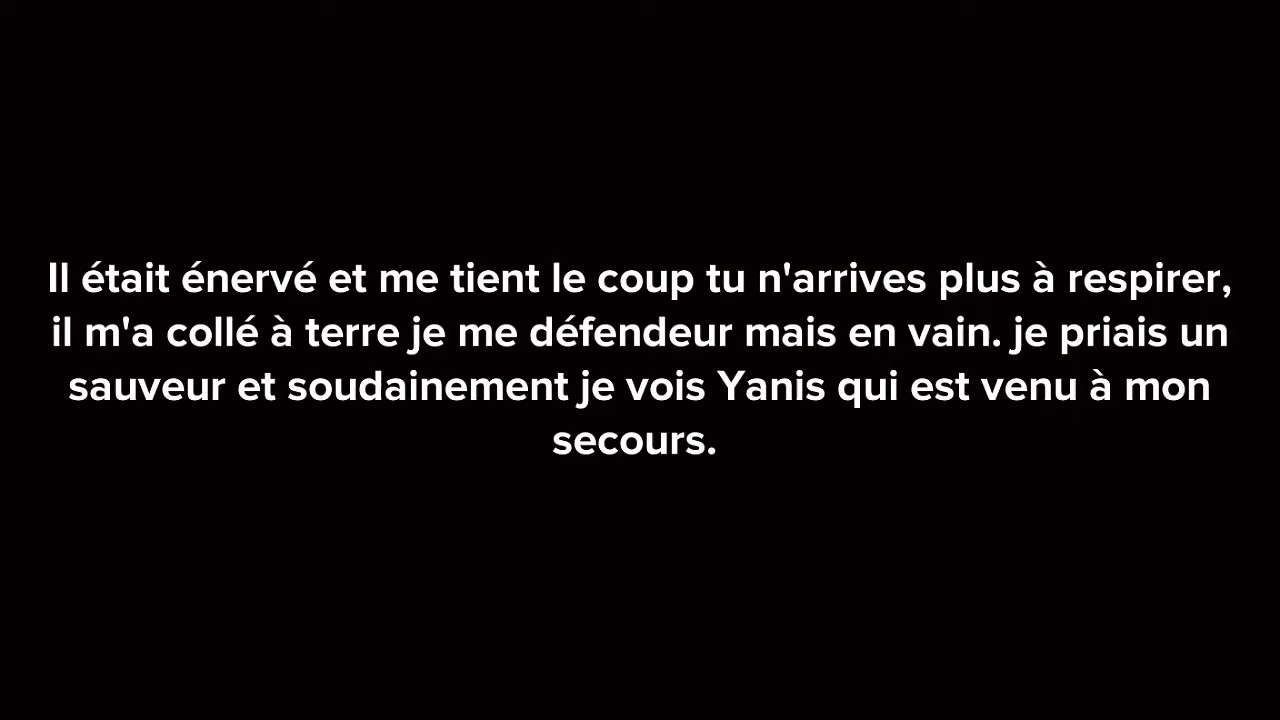 Il était énervé et me tient le coup tu n'arrives plus à respirer,
il m'a collé à terre je me défendeur mais en vain. je priais un
sauveur et soudainement je vois Yanis qui est venu à mon
secours.